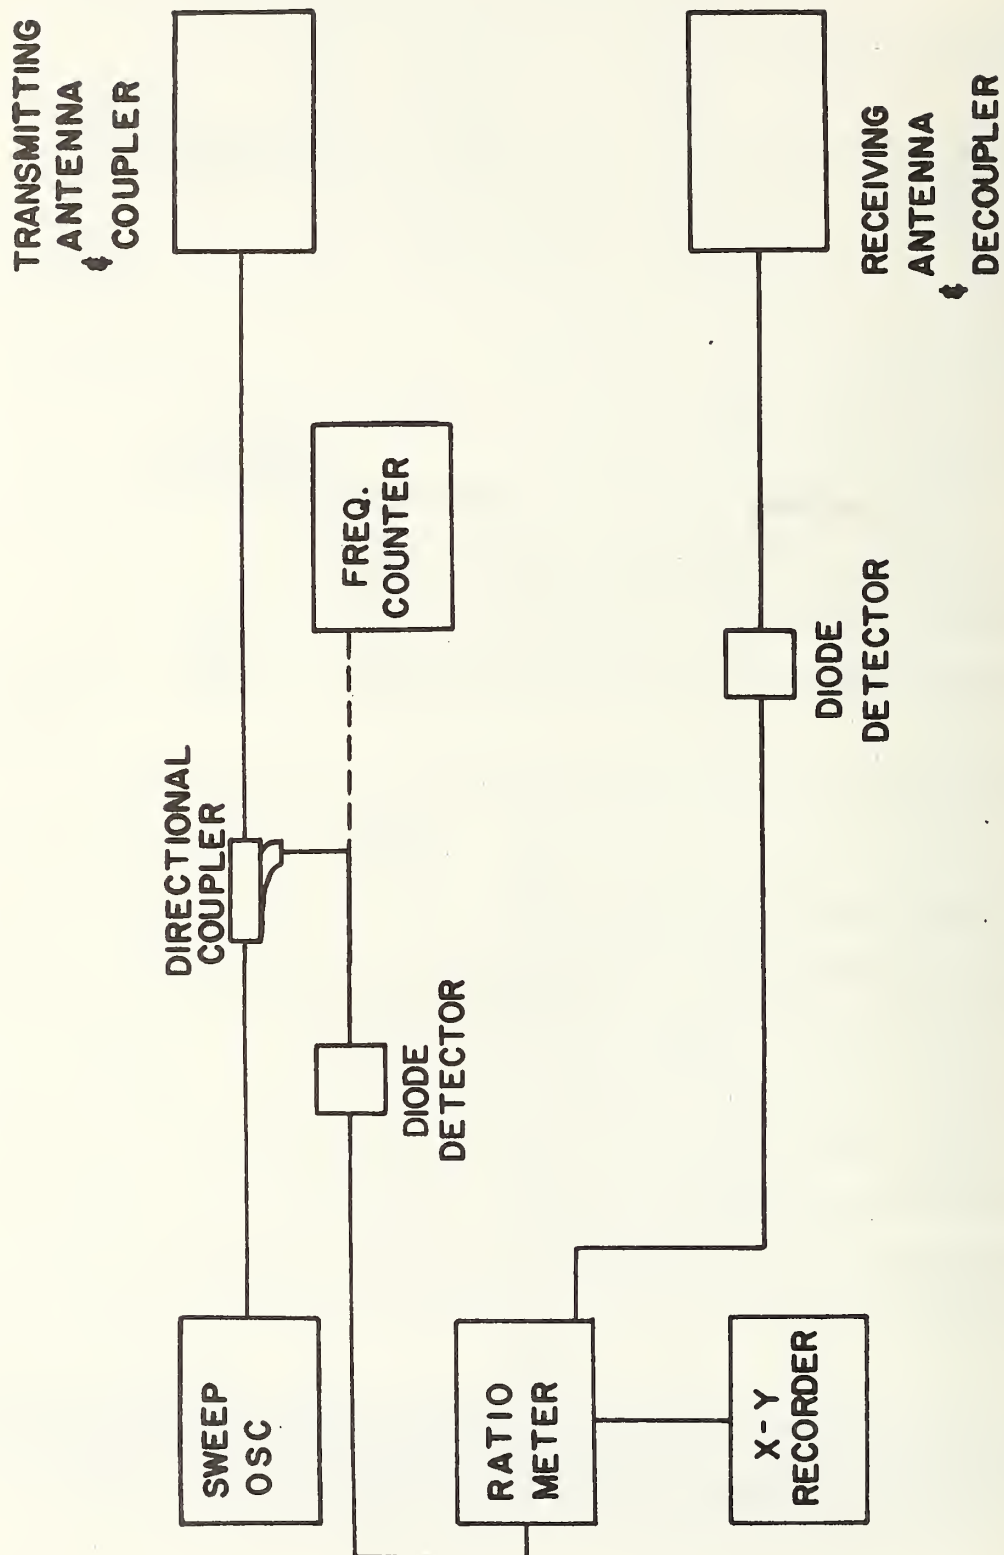 SWEEP
OSC
DIRECTIONAL
COUPLER
TRANSMITTING
ANTENNA
& COUPLER
DIODE
DETECTOR
FREQ.
COUNTER
RATIO
METER
X-Y
RECORDER
DIODE
DETECTOR
RECEIVING
ANTENNA
& DECOUPLER